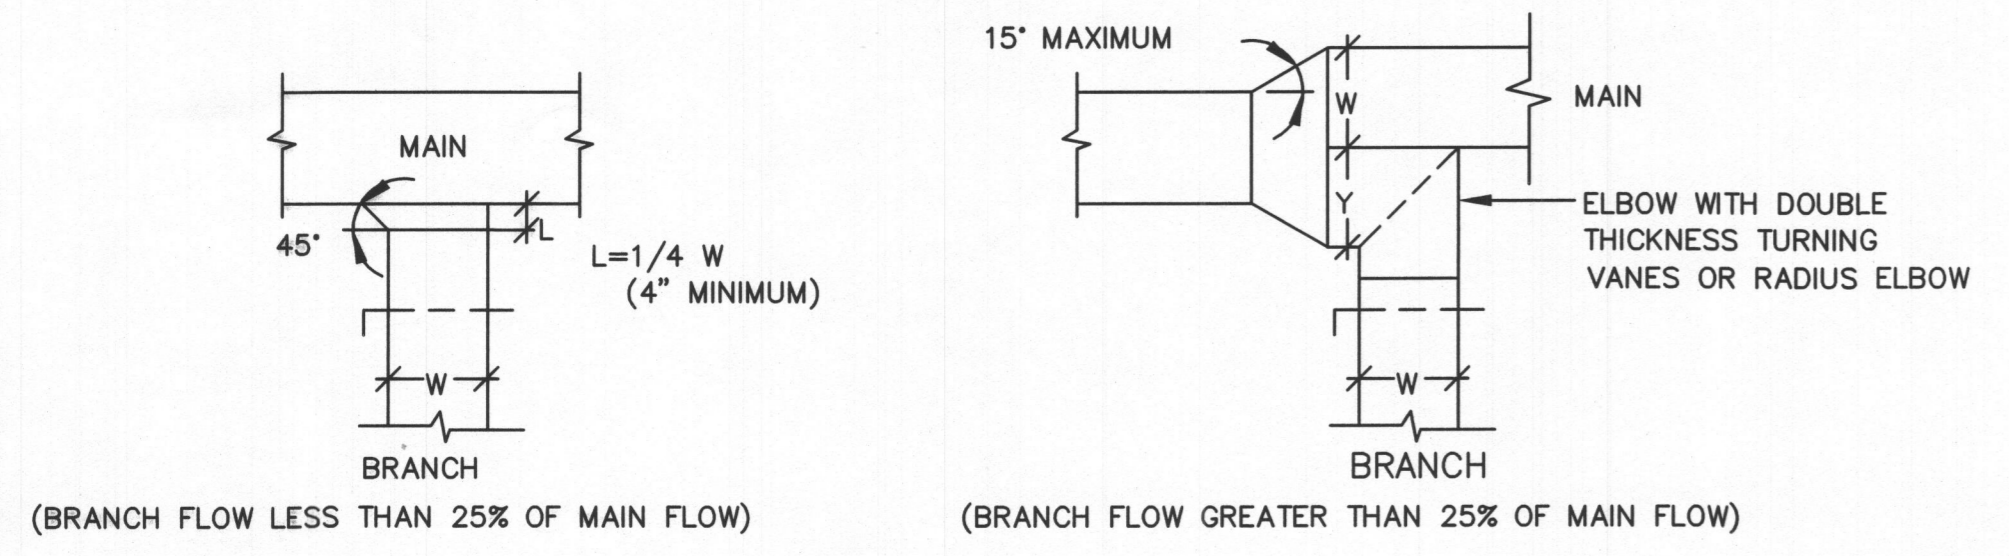 MAIN
45°
L
L=1/4 W
(4" MINIMUM)
W
BRANCH
(BRANCH FLOW LESS THAN 25% OF MAIN FLOW)
15° MAXIMUM
W
MAIN
Y
ELBOW WITH DOUBLE
THICKNESS TURNING
VANES OR RADIUS ELBOW
W
BRANCH
(BRANCH FLOW GREATER THAN 25% OF MAIN FLOW)